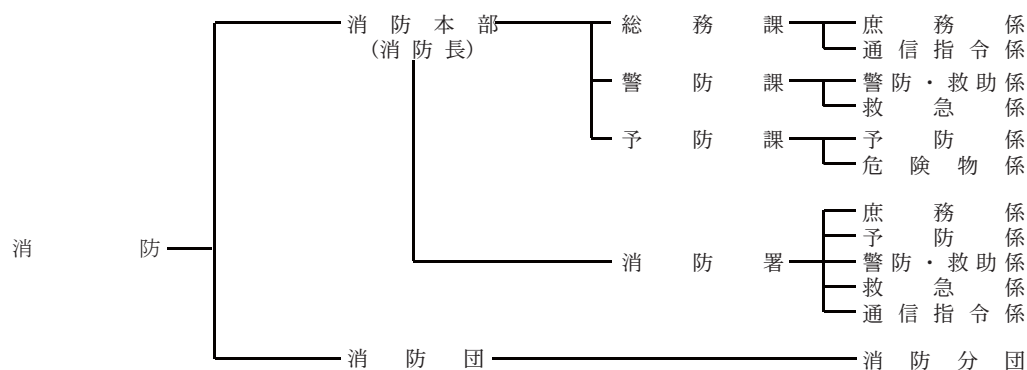 消防本部 総務課 庶務係
(消防長) 通信指令係
警防課 警防・救助係
救急係
予防課 予防係
危険物係
庶務係
予防係
消防 消防署 警防・救助係
救急係
通信指令係
消防団 消防分団